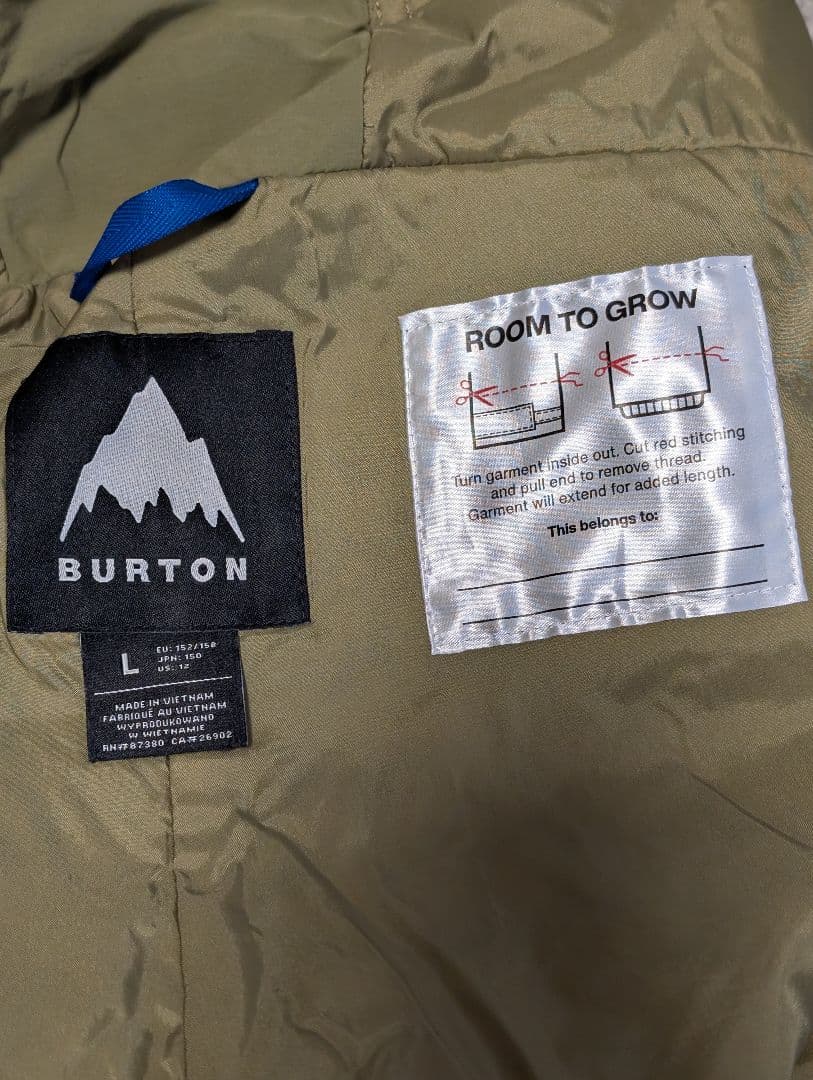 BURTON
L
EU: 152/158
JPN: 150
US: 12
MADE IN VIETNAM
FABRIQUÉ AU VIETNAM
WYPRODUKOWANO
W WIETNAMIE
RN#87380 CA#26902
ROOM TO GROW
Turn garment inside out. Cut red stitching
and pull end to remove thread.
Garment will extend for added length.
This belongs to: